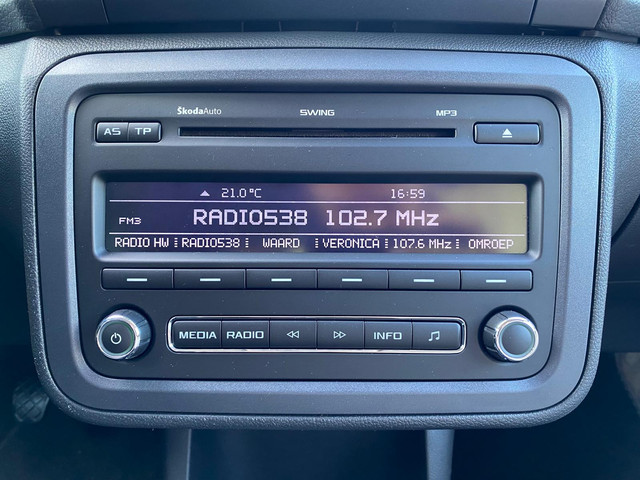 ŠkodaAuto SWING MP3
AS TP
21.0°C 16:59
FM3 RADIO538 102.7 MHz
RADIO HW RADIO538 WAARD VERONICA 107.6 MHz OMROEP
MEDIA RADIO INFO